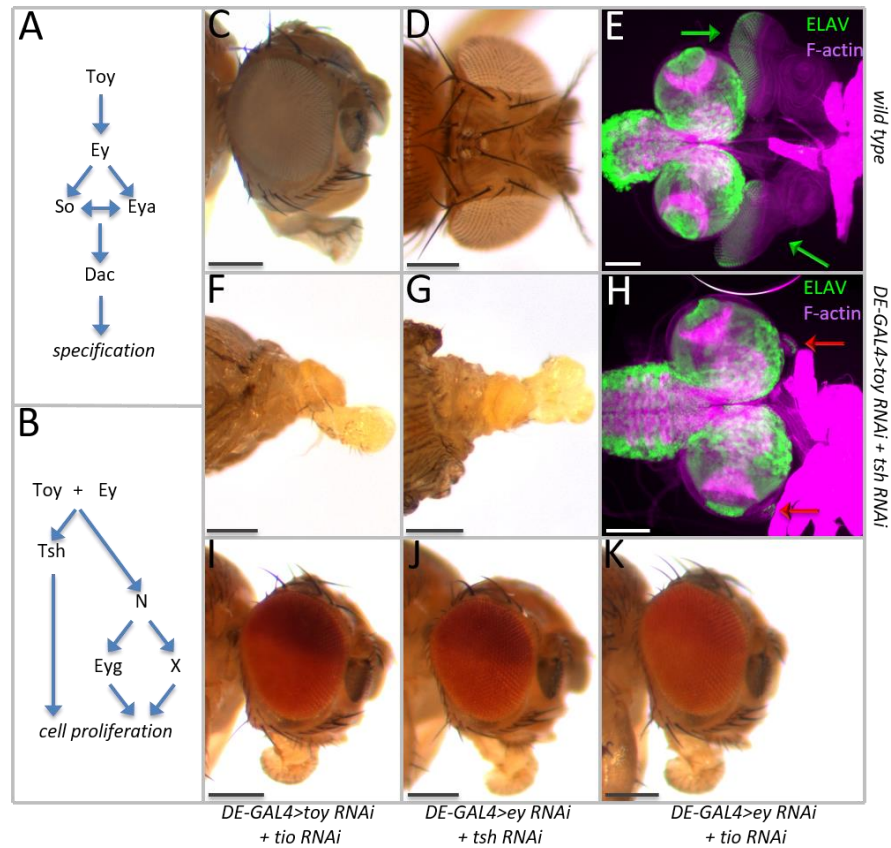 A
Toy
Ey
So
Eya
Dac
specification
B
Toy + Ey
Tsh
N
Eyg
X
cell proliferation
C
D
E
ELAV
F-actin
wild type
F
G
H
ELAV
F-actin
DE-GAL4>toy RNAi + tsh RNAi
I
J
K
DE-GAL4>toy RNAi
+ tio RNAi
DE-GAL4>ey RNAi
+ tsh RNAi
DE-GAL4>ey RNAi
+ tio RNAi